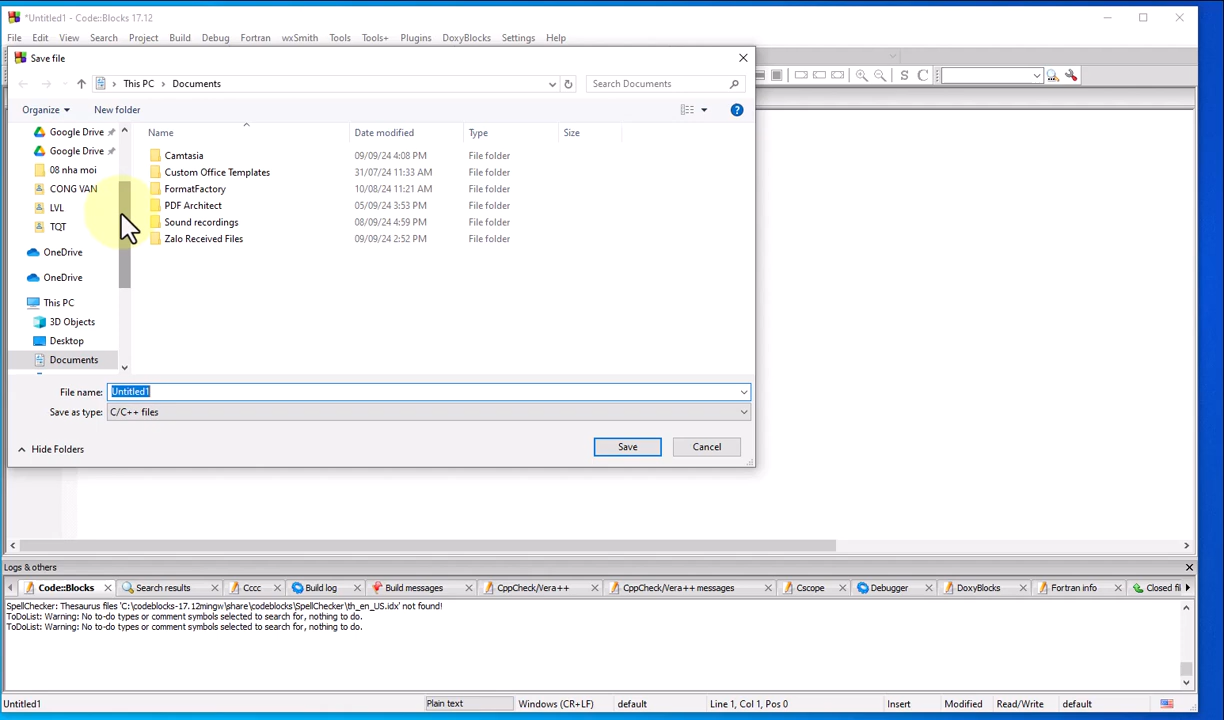 *Untitled1 - Code::Blocks 17.12
File Edit View Search Project Build Debug Fortran wxSmith Tools Tools+ Plugins DoxyBlocks Settings Help
Save file
This PC Documents Search Documents
Organize New folder
Name Date modified Type Size
Google Drive
Google Drive
08 nha moi
CONG VAN
LVL
TQT
OneDrive
OneDrive
This PC
3D Objects
Desktop
Documents
Camtasia 09/09/24 4:08 PM File folder
Custom Office Templates 31/07/24 11:33 AM File folder
FormatFactory 10/08/24 11:21 AM File folder
PDF Architect 05/09/24 3:53 PM File folder
Sound recordings 08/09/24 4:59 PM File folder
Zalo Received Files 09/09/24 2:52 PM File folder
File name: Untitled1
Save as type: C/C++ files
Hide Folders Save Cancel
S C
Logs & others
Code::Blocks Search results Cccc Build log Build messages CppCheck/Vera++ CppCheck/Vera++ messages Cscope Debugger DoxyBlocks Fortran info Closed fil
SpellChecker: Thesaurus files 'C:\codeblocks-17.12mingw\share\codeblocks\SpellChecker\th_en_US.idx' not found!
ToDoList: Warning: No to-do types or comment symbols selected to search for, nothing to do.
ToDoList: Warning: No to-do types or comment symbols selected to search for, nothing to do.
Untitled1 Plain text Windows (CR+LF) default Line 1, Col 1, Pos 0 Insert Modified Read/Write default